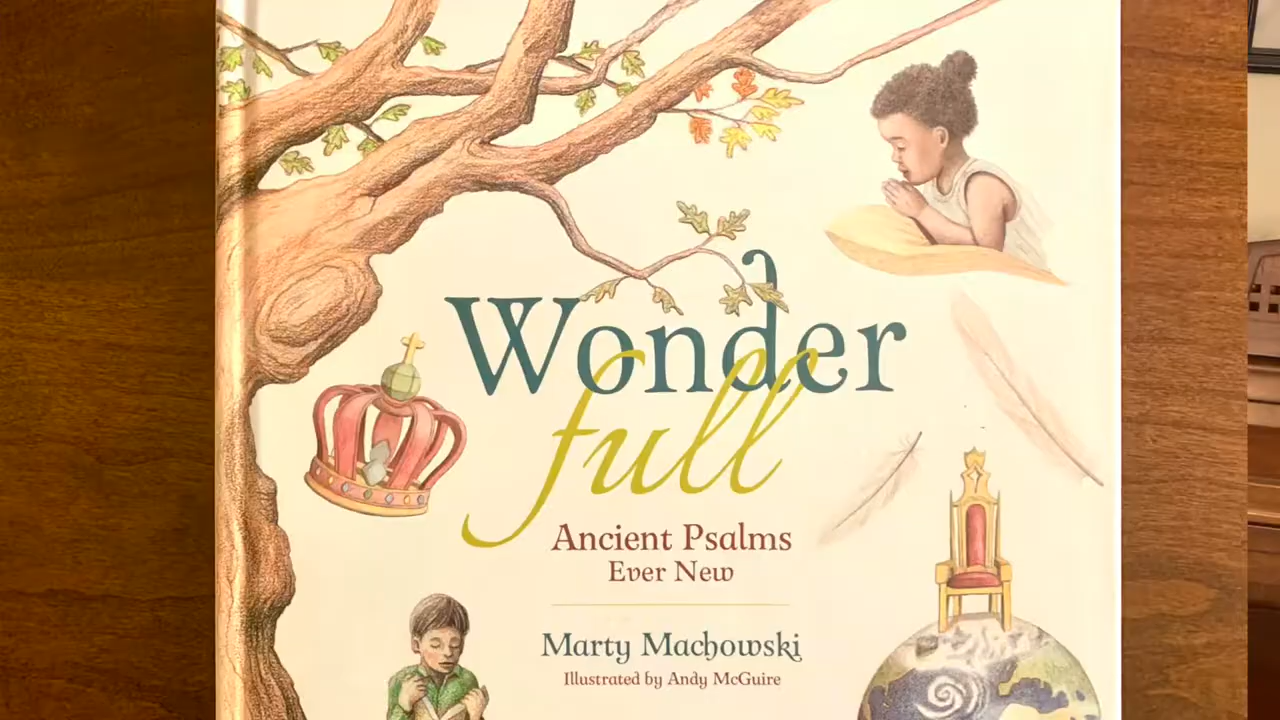 Wonder
full
Ancient Psalms
Ever New
Marty Machowski
Illustrated by Andy McGuire